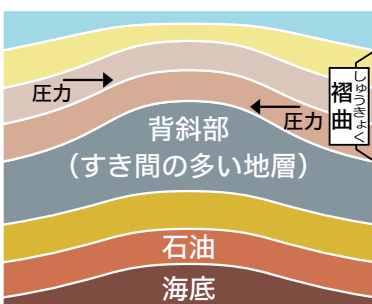 圧力
圧力
背斜部
（すき間の多い地層）
褶曲
しゅうきょく
石油
海底